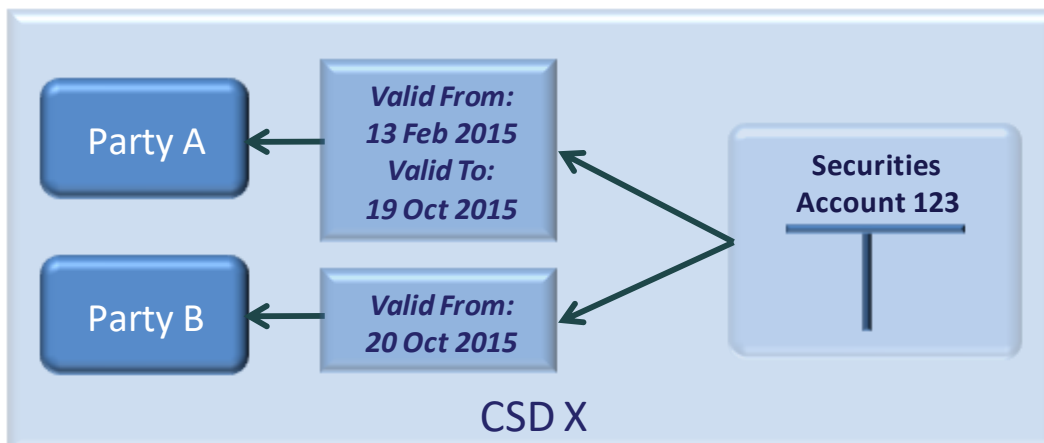 Party A
Valid From:
13 Feb 2015
Valid To:
19 Oct 2015
Securities
Account 123
Party B
Valid From:
20 Oct 2015
CSD X